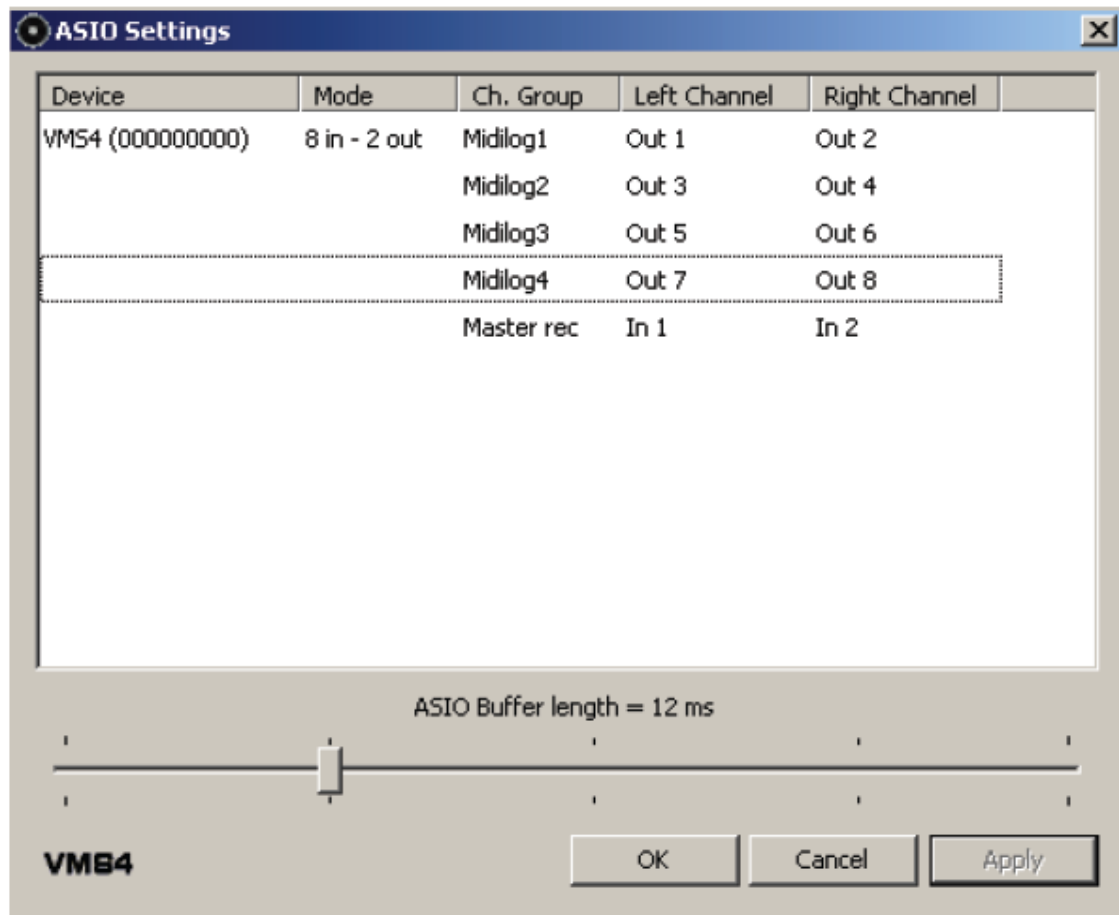 ASIO Settings
Device Mode Ch. Group Left Channel Right Channel
VMS4 (000000000) 8 in - 2 out Midilog1 Out 1 Out 2
Midilog2 Out 3 Out 4
Midilog3 Out 5 Out 6
Midilog4 Out 7 Out 8
Master rec In 1 In 2
ASIO Buffer length = 12 ms
VMS4 OK Cancel Apply